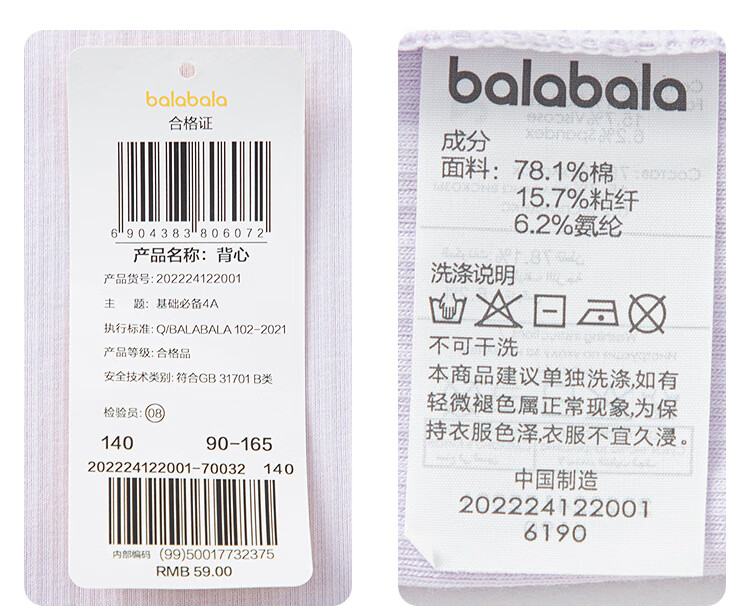 balabala
合格证
6 904383 806072
产品名称：背心
产品货号: 202224122001
主 题: 基础必备4A
执行标准: Q/BALABALA 102-2021
产品等级: 合格品
安全技术类别: 符合GB 31701 B类
检验员: 08
140 90-165
202224122001-70032 140
内部编码 (99)50017732375
RMB 59.00
balabala
成分
面料: 78.1%棉
15.7%粘纤
6.2%氨纶
洗涤说明
不可干洗
本商品建议单独洗涤,如有
轻微褪色属正常现象,为保
持衣服色泽,衣服不宜久浸。
中国制造
202224122001
6190